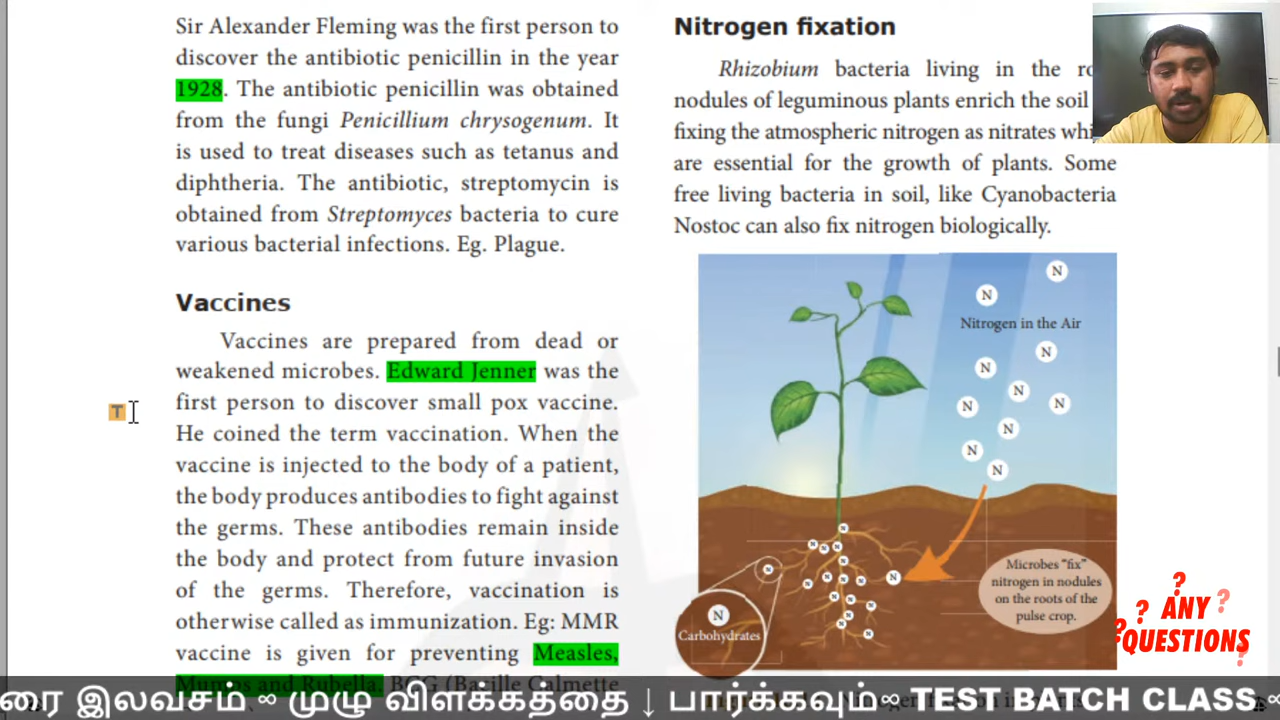 Sir Alexander Fleming was the first person to
discover the antibiotic penicillin in the year
1928. The antibiotic penicillin was obtained
from the fungi Penicillium chrysogenum. It
is used to treat diseases such as tetanus and
diphtheria. The antibiotic, streptomycin is
obtained from Streptomyces bacteria to cure
various bacterial infections. Eg. Plague.
Vaccines
Vaccines are prepared from dead or
weakened microbes. Edward Jenner was the
first person to discover small pox vaccine.
He coined the term vaccination. When the
vaccine is injected to the body of a patient,
the body produces antibodies to fight against
the germs. These antibodies remain inside
the body and protect from future invasion
of the germs. Therefore, vaccination is
otherwise called as immunization. Eg: MMR
vaccine is given for preventing Measles,
Mumps and Rubella. BCG (Bacille Calmette
T
Nitrogen fixation
Rhizobium bacteria living in the
nodules of leguminous plants enrich the soil
fixing the atmospheric nitrogen as nitrates
are essential for the growth of plants. Some
free living bacteria in soil, like Cyanobacteria
Nostoc can also fix nitrogen biologically.
N
N
Nitrogen in the Air
N
N
N
N
N
N
N
N
N
N
Carbohydrates
Microbes "fix"
nitrogen in nodules
on the roots of the
pulse crop.
? ANY ?
? QUESTIONS ?
இலவசம் ∞ முழு விளக்கத்தை ↓ பார்க்கவும் ∞ TEST BATCH CLASS